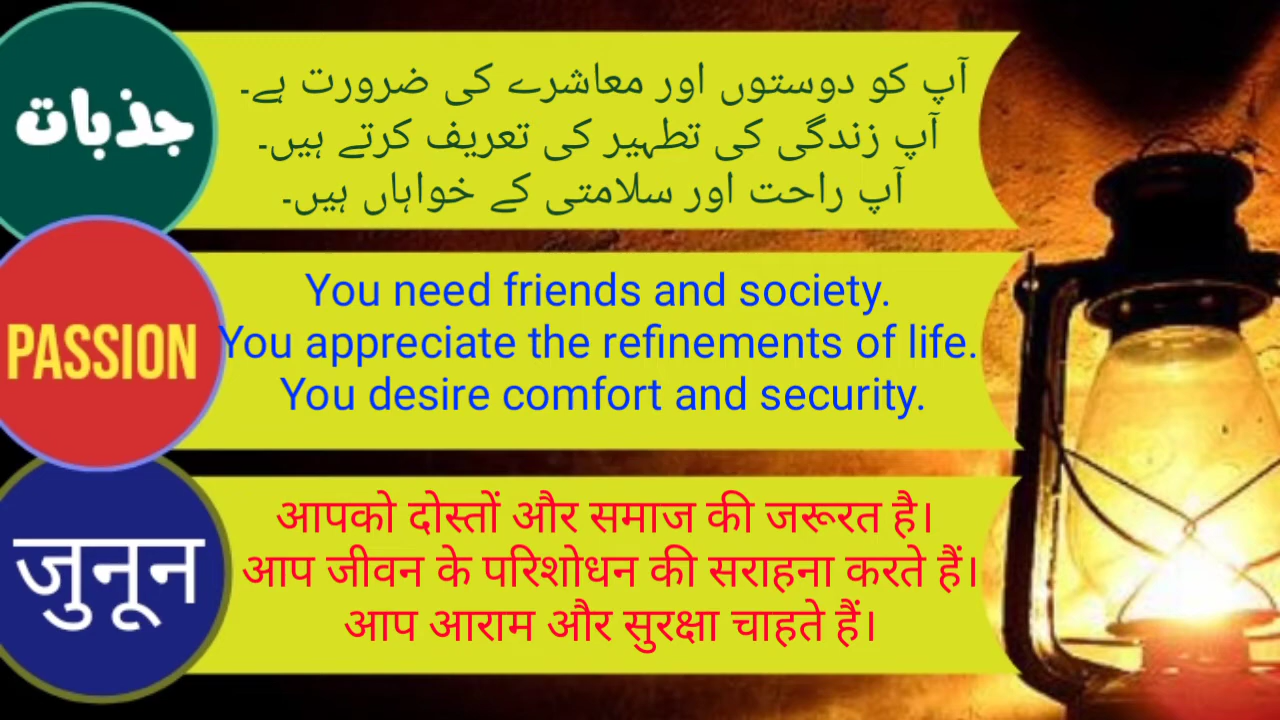 جذبات
آپ کو دوستوں اور معاشرے کی ضرورت ہے۔
آپ زندگی کی تطہیر کی تعریف کرتے ہیں۔
آپ راحت اور سلامتی کے خواہاں ہیں۔
PASSION
You need friends and society.
You appreciate the refinements of life.
You desire comfort and security.
जुनून
आपको दोस्तों और समाज की जरूरत है।
आप जीवन के परिशोधन की सराहना करते हैं।
आप आराम और सुरक्षा चाहते हैं।